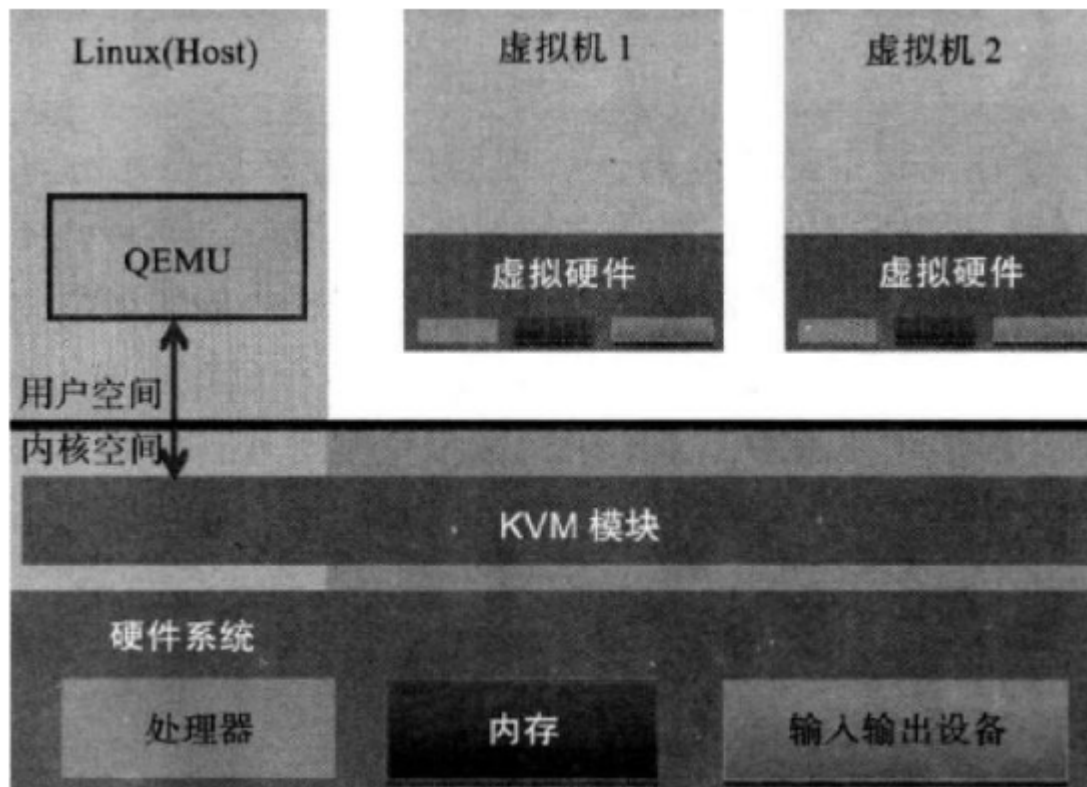 Linux(Host)
虚拟机 1
虚拟机 2
QEMU
虚拟硬件
虚拟硬件
用户空间
内核空间
KVM 模块
硬件系统
处理器
内存
输入输出设备